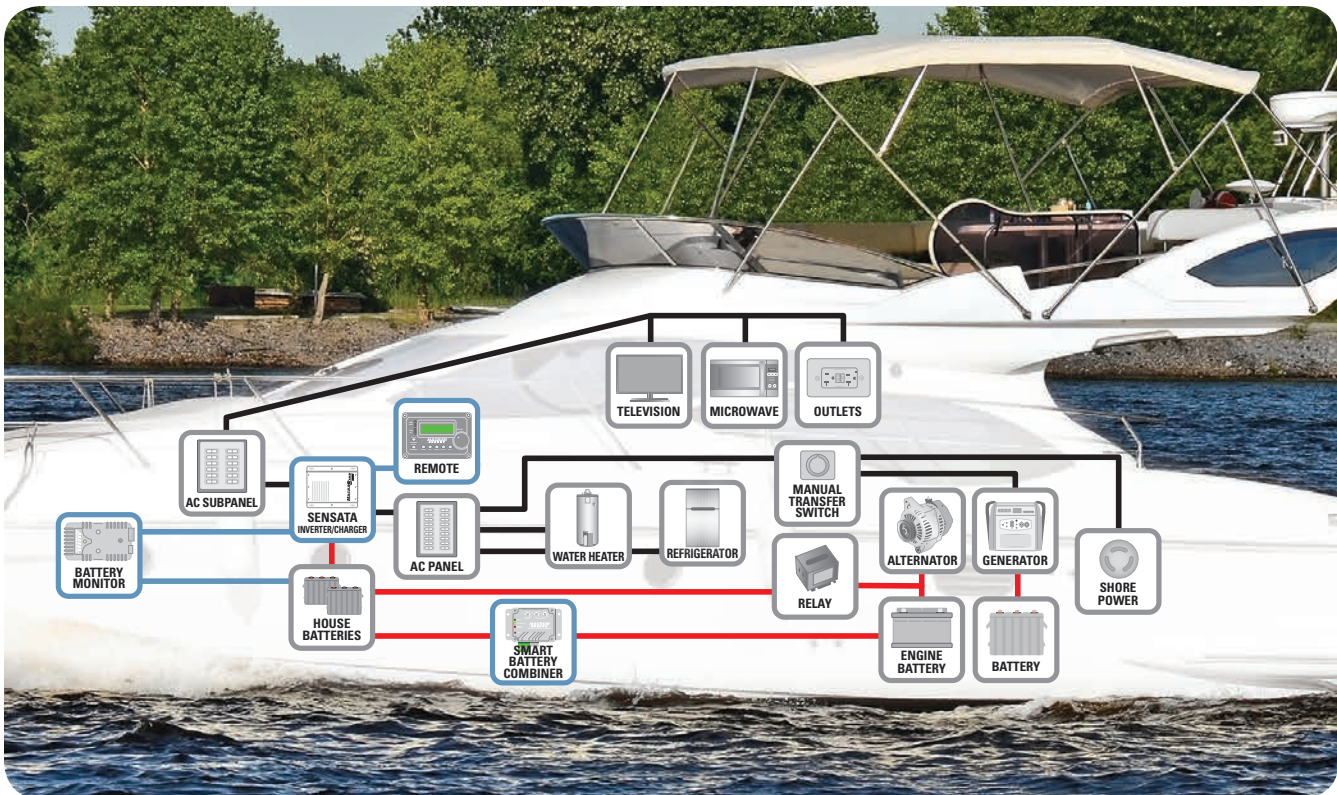 TELEVISION
MICROWAVE
OUTLETS
REMOTE
AC SUBPANEL
SENSATA
INVERTER/CHARGER
MANUAL
TRANSFER
SWITCH
AC PANEL
WATER HEATER
REFRIGERATOR
ALTERNATOR
GENERATOR
BATTERY
MONITOR
SHORE
POWER
RELAY
HOUSE
BATTERIES
SMART
BATTERY
COMBINER
ENGINE
BATTERY
BATTERY